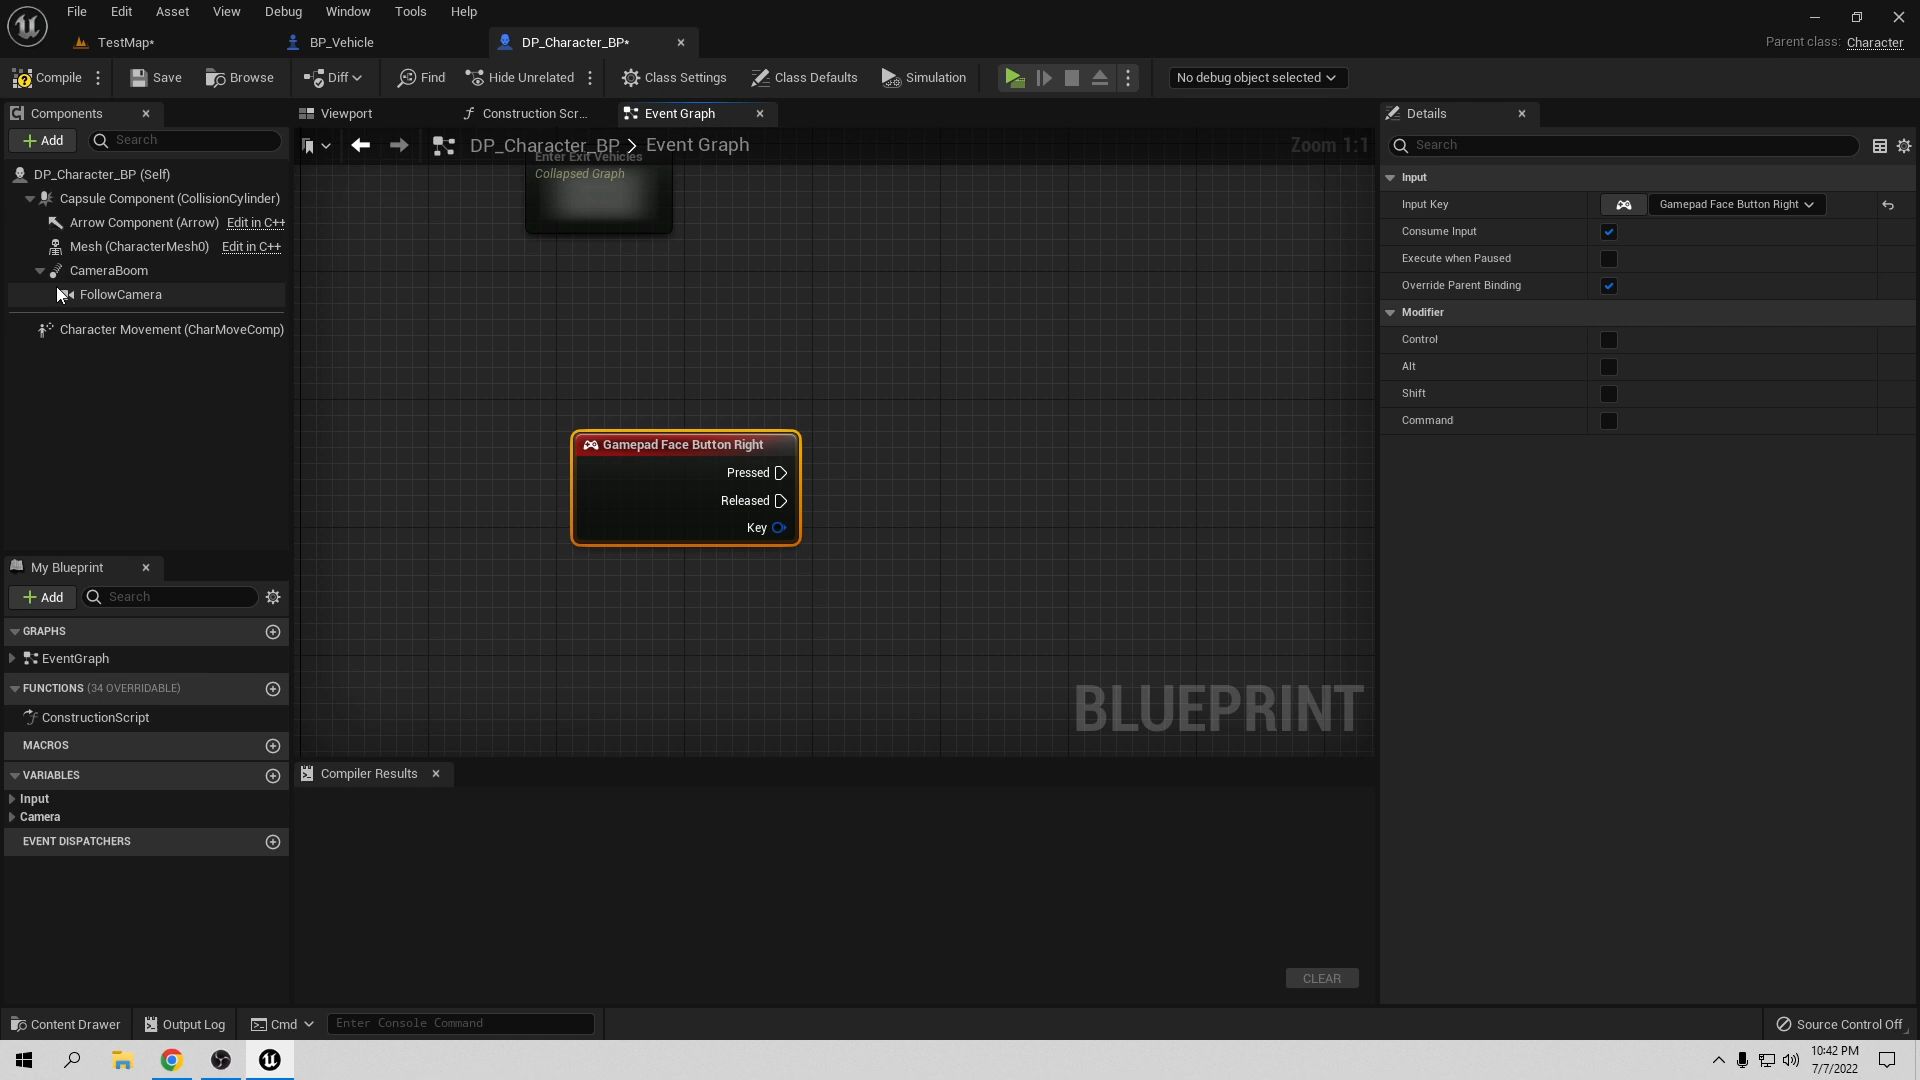 File Edit Asset View Debug Window Tools Help
TestMap* BP_Vehicle DP_Character_BP*
Parent class: Character
Compile Save Browse Diff Find Hide Unrelated Class Settings Class Defaults Simulation No debug object selected
Components
Add Search
DP_Character_BP (Self)
Capsule Component (CollisionCylinder)
Arrow Component (Arrow) Edit in C++
Mesh (CharacterMesh0) Edit in C++
CameraBoom
FollowCamera
Character Movement (CharMoveComp)
My Blueprint
Add Search
GRAPHS
EventGraph
FUNCTIONS (34 OVERRIDABLE)
ConstructionScript
MACROS
VARIABLES
Input
Camera
EVENT DISPATCHERS
Viewport Construction Scr... Event Graph
DP_Character_BP > Event Graph
Zoom 1:1
Enter Exit Vehicles
Collapsed Graph
Gamepad Face Button Right
Pressed
Released
Key
BLUEPRINT
Compiler Results
CLEAR
Details
Search
Input
Input Key Gamepad Face Button Right
Consume Input
Execute when Paused
Override Parent Binding
Modifier
Control
Alt
Shift
Command
Content Drawer Output Log Cmd Enter Console Command
Source Control Off
10:42 PM
7/7/2022